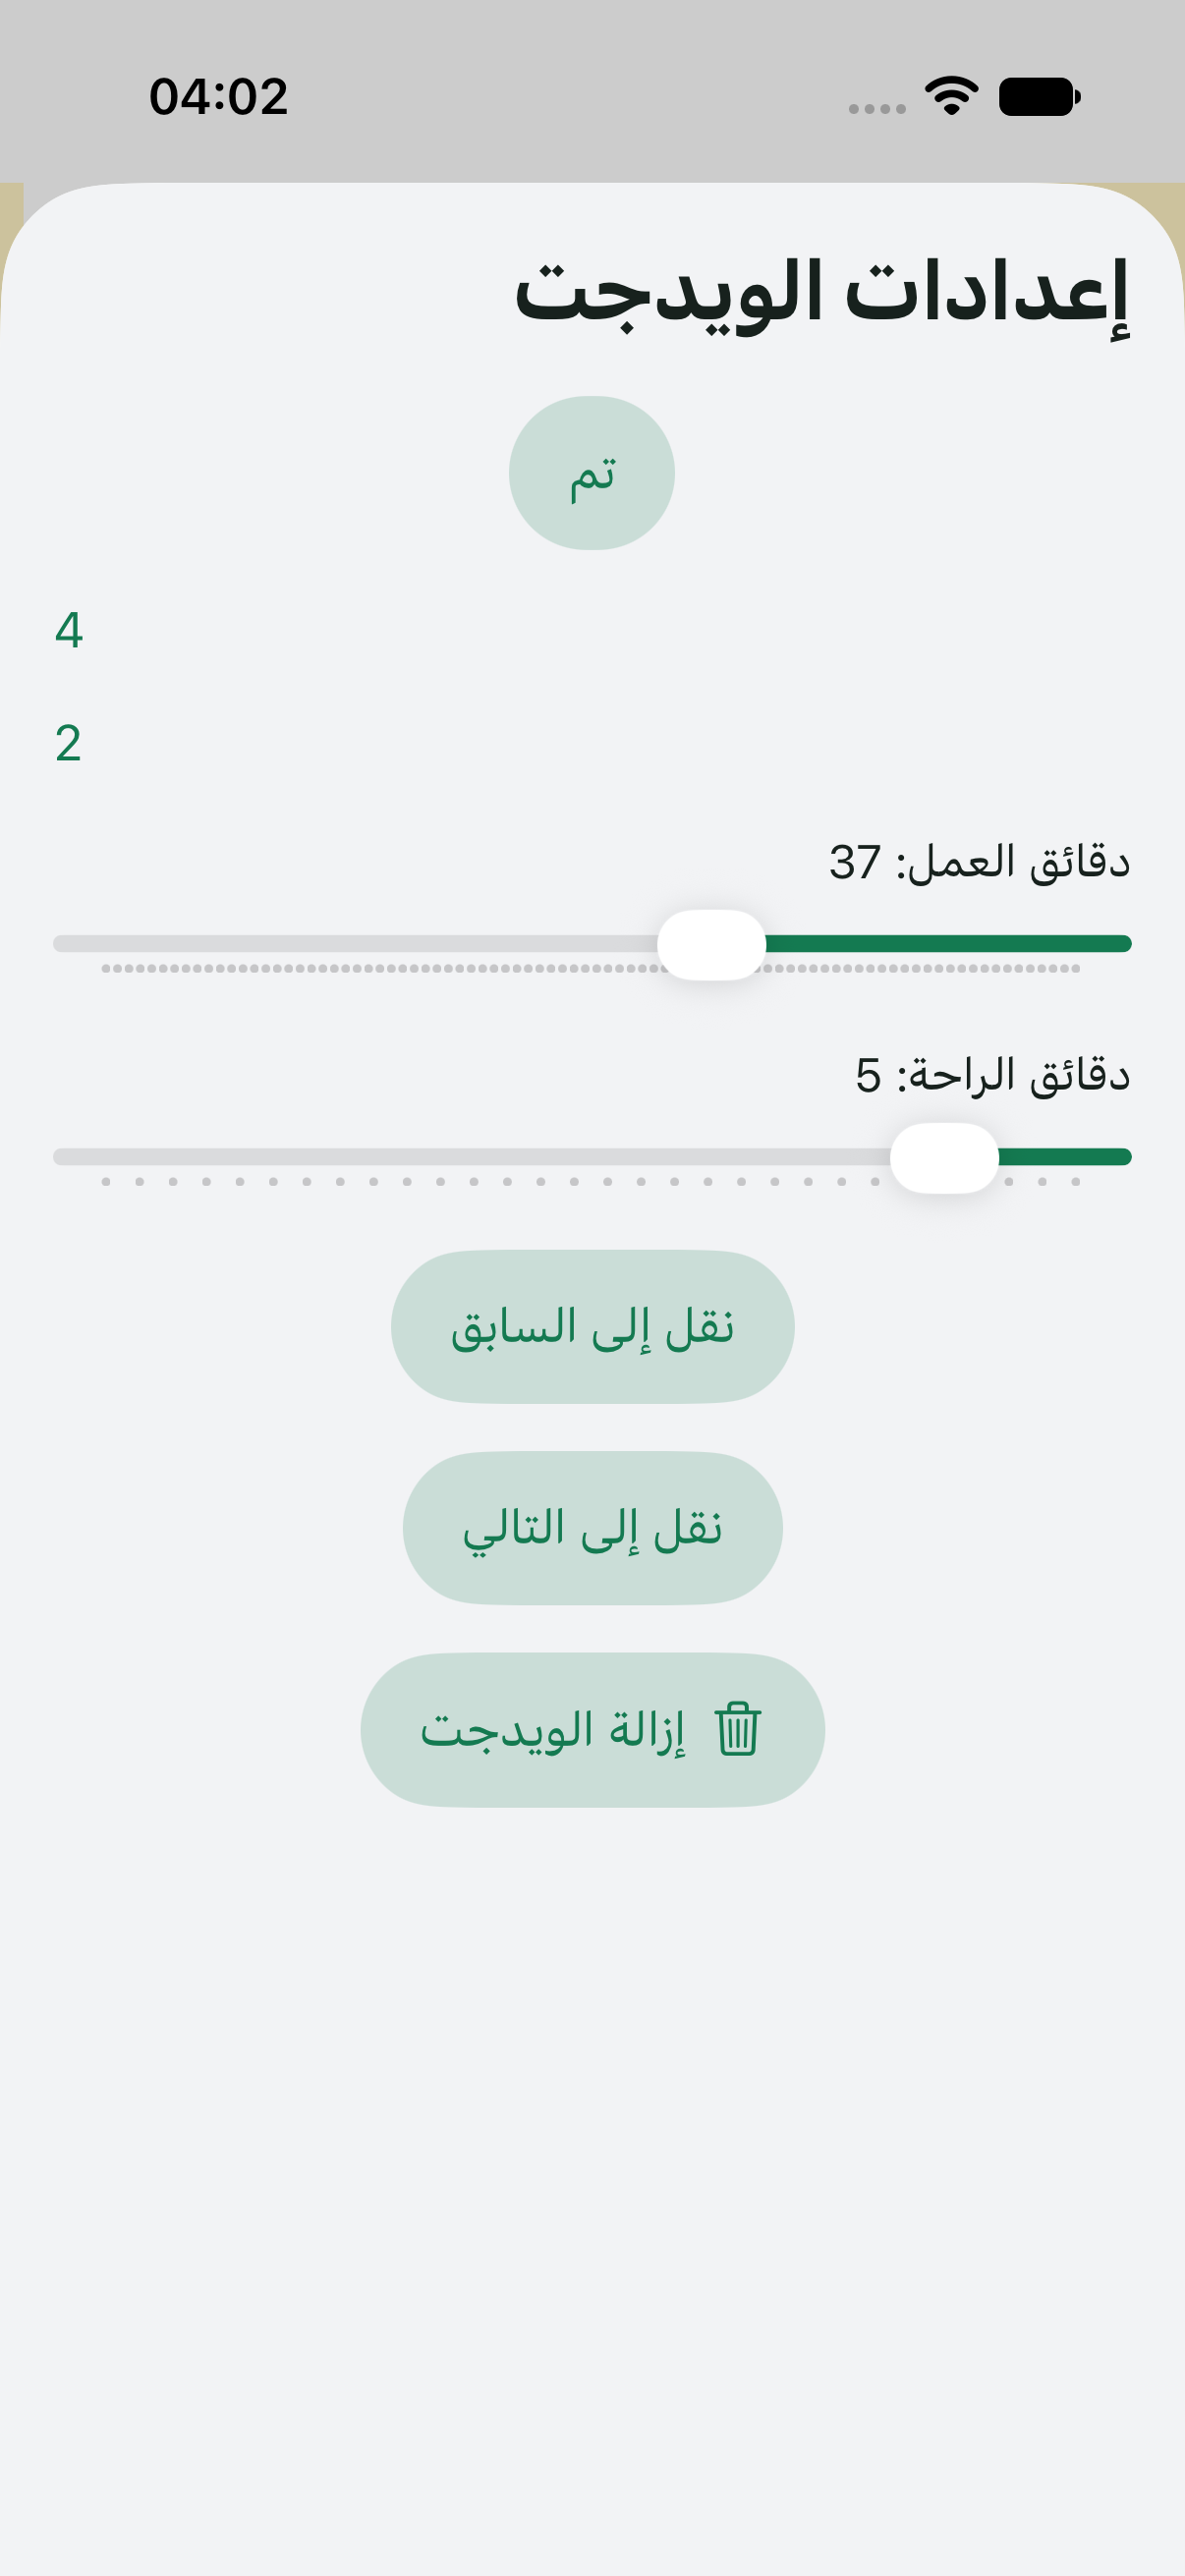 04:02
إعدادات الويدجت
تم
4
2
دقائق العمل: 37
دقائق الراحة: 5
نقل إلى السابق
نقل إلى التالي
إزالة الويدجت